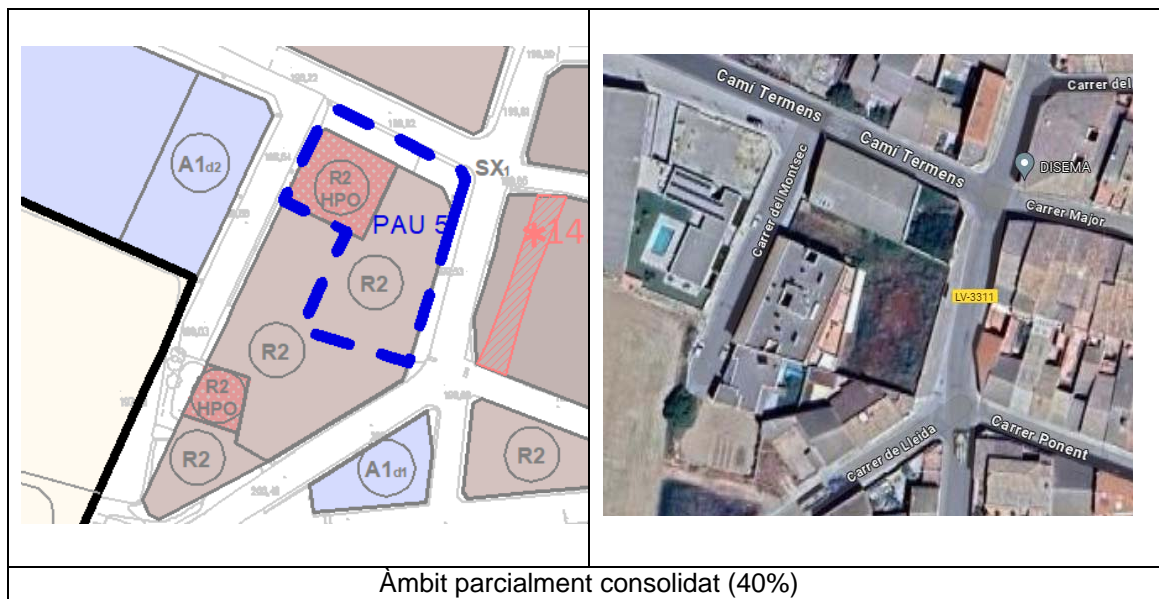 A1d2
R2
HPO
SX1
PAU 5
14
R2
R2
R2
HPO
R2
A1d1
R2
Camí Termens
Camí Termens
Carrer del
DISEMA
Carrer del Montsec
Carrer Major
LV-3311
Carrer de Lleida
Carrer Ponent
Àmbit parcialment consolidat (40%)